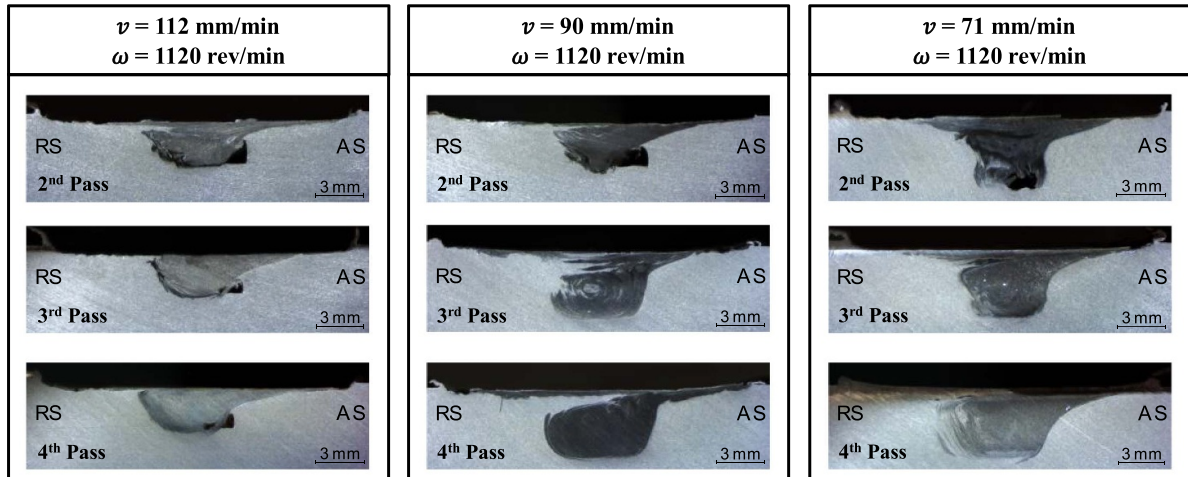 v = 112 mm/min
ω = 1120 rev/min
RS
AS
2nd Pass
3 mm
RS
AS
3rd Pass
3 mm
RS
AS
4th Pass
3 mm
v = 90 mm/min
ω = 1120 rev/min
RS
AS
2nd Pass
3 mm
RS
AS
3rd Pass
3 mm
RS
AS
4th Pass
3 mm
v = 71 mm/min
ω = 1120 rev/min
RS
AS
2nd Pass
3 mm
RS
AS
3rd Pass
3 mm
RS
AS
4th Pass
3 mm